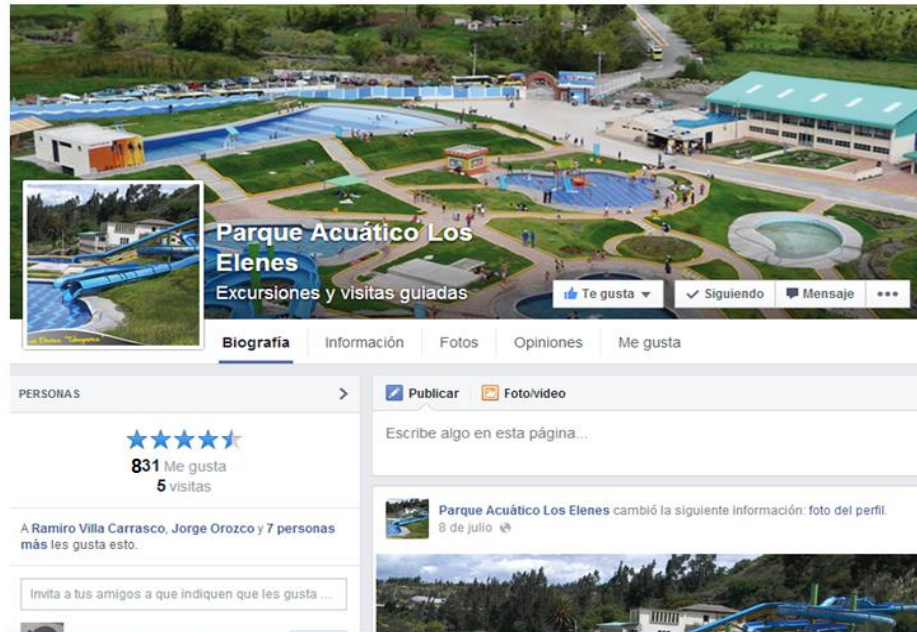 Parque Acuático Los
Elenes
Excursiones y visitas guiadas
Te gusta
Siguiendo
Mensaje
Biografía
Información
Fotos
Opiniones
Me gusta
PERSONAS
831 Me gusta
5 visitas
A Ramiro Villa Carrasco, Jorge Orozco y 7 personas
más les gusta esto.
Invita a tus amigos a que indiquen que les gusta ...
Publicar
Foto/video
Escribe algo en esta página...
Parque Acuático Los Elenes cambió la siguiente información: foto del perfil.
8 de julio